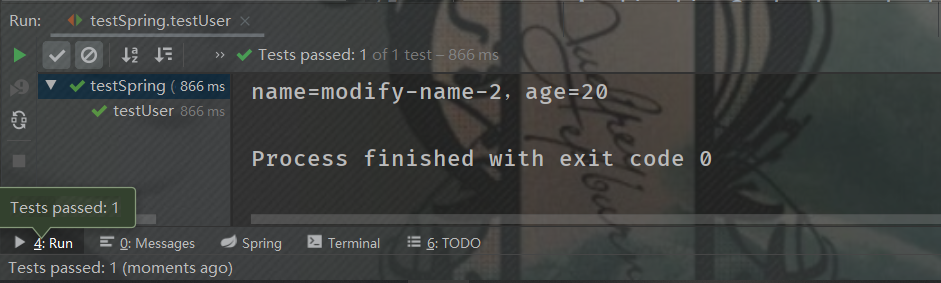 Run: testSpring.testUser ×
» Tests passed: 1 of 1 test – 866 ms
testSpring ( 866 ms
testUser 866 ms
name=modify-name-2，age=20
Process finished with exit code 0
Tests passed: 1
4: Run 0: Messages Spring Terminal 6: TODO
Tests passed: 1 (moments ago)